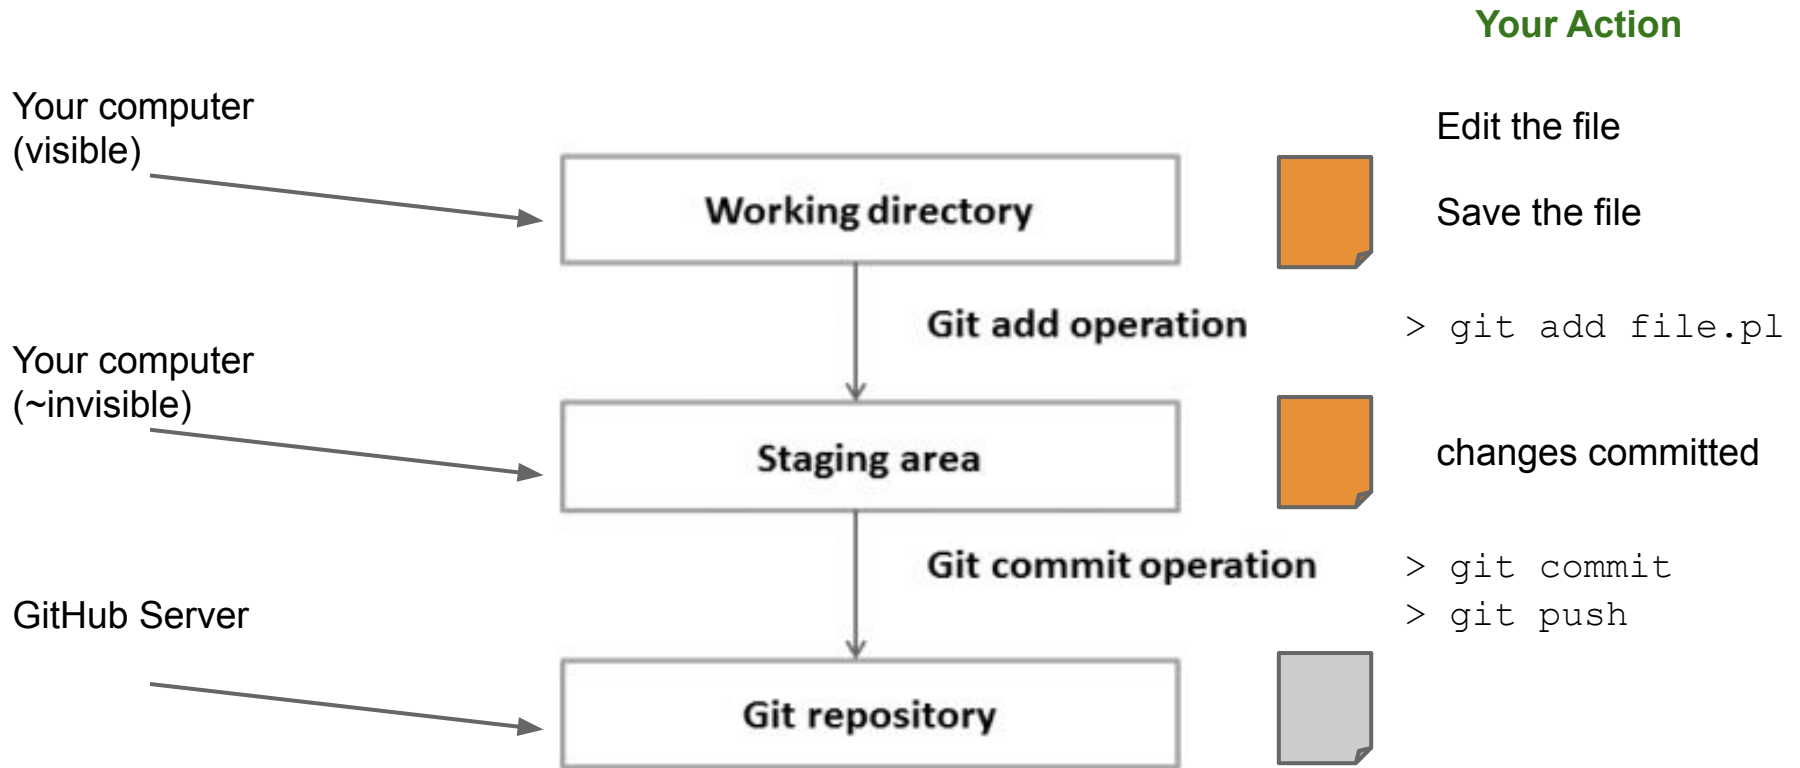 Your Action
Your computer
(visible)
Edit the file
Working directory
Save the file
Git add operation
> git add file.pl
Your computer
(~invisible)
Staging area
changes committed
Git commit operation
> git commit
GitHub Server
> git push
Git repository